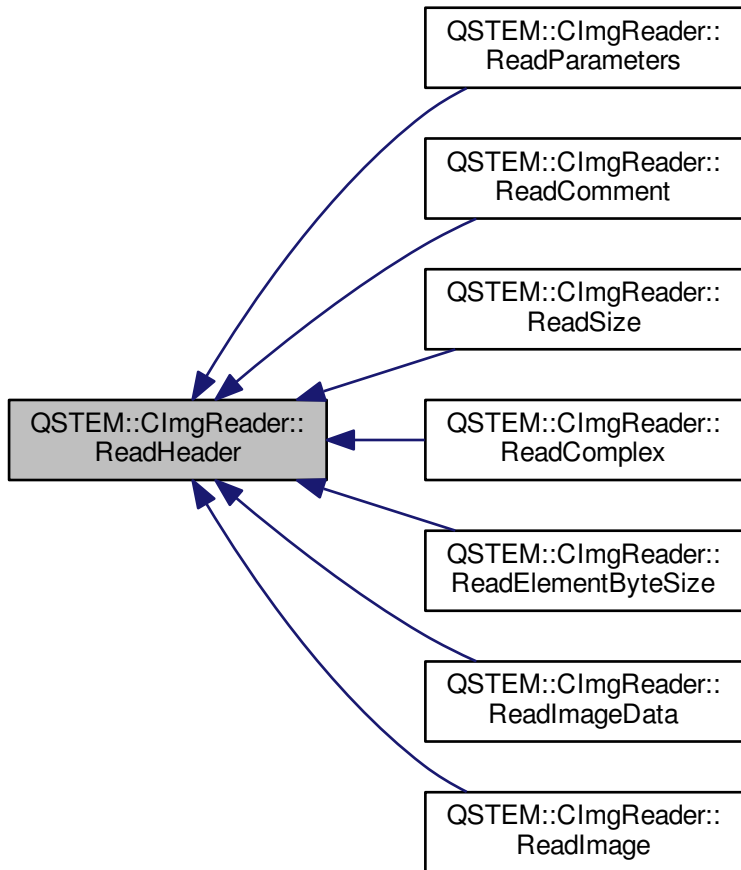 QSTEM::CImgReader::
ReadParameters
QSTEM::CImgReader::
ReadComment
QSTEM::CImgReader::
ReadSize
QSTEM::CImgReader::
ReadHeader
QSTEM::CImgReader::
ReadComplex
QSTEM::CImgReader::
ReadElementByteSize
QSTEM::CImgReader::
ReadImageData
QSTEM::CImgReader::
ReadImage